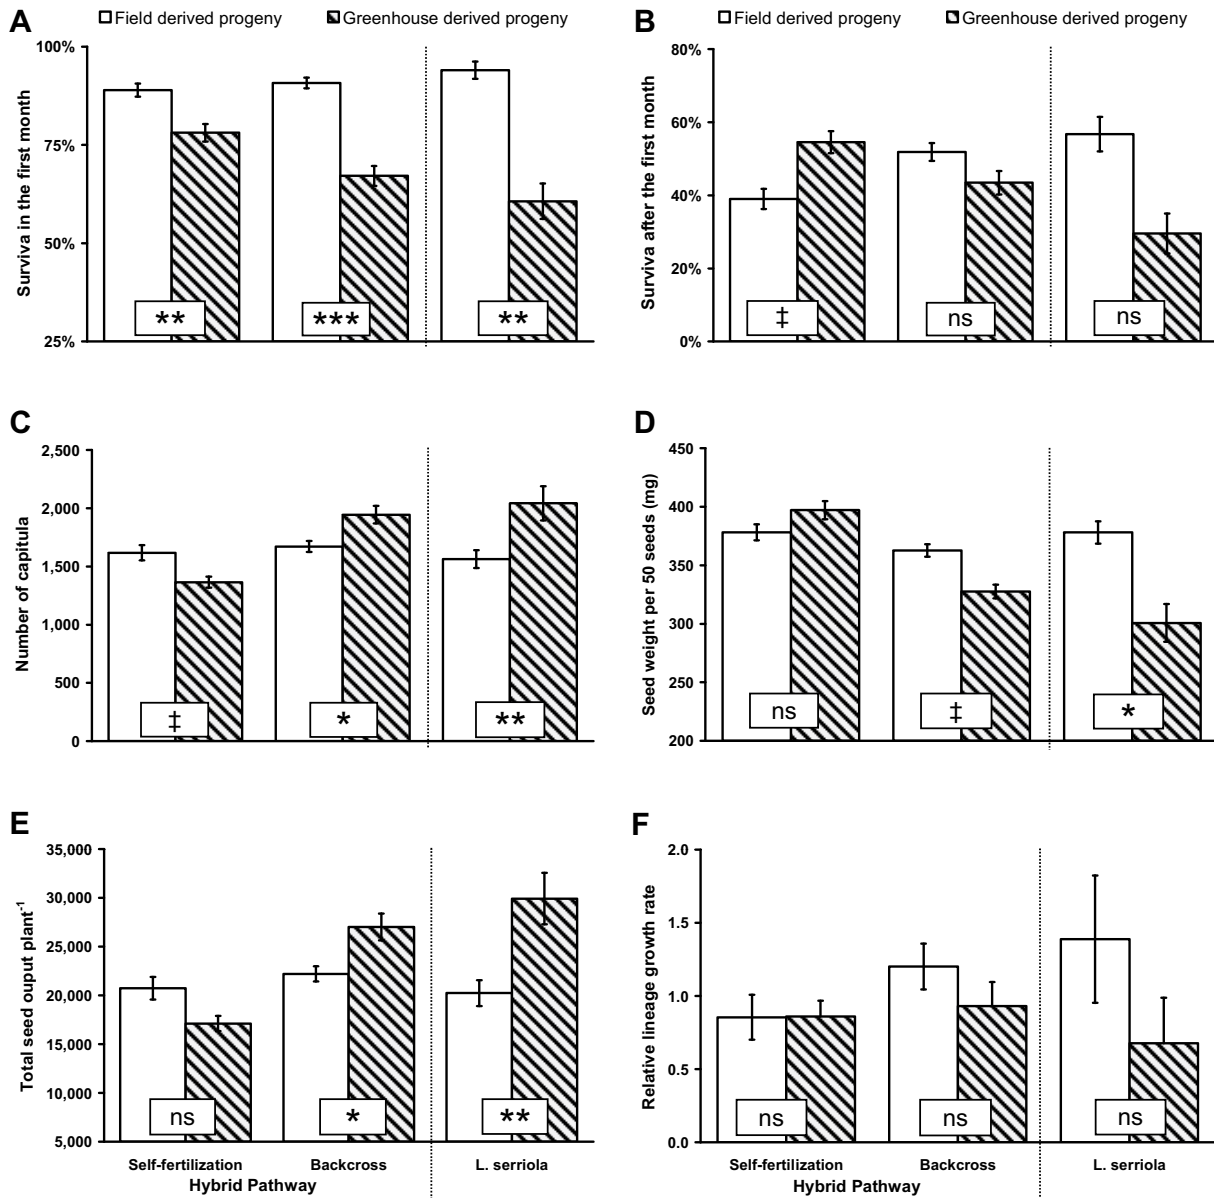 A
Field derived progeny
Greenhouse derived progeny
Surviva in the first month
100%
75%
50%
25%
**
***
**
B
Field derived progeny
Greenhouse derived progeny
Surviva after the first month
80%
60%
40%
20%
0%
‡
ns
ns
C
Number of capitula
2,500
2,000
1,500
1,000
500
0
‡
*
**
D
Seed weight per 50 seeds (mg)
450
400
350
300
250
200
ns
‡
*
E
Total seed ouput plant⁻¹
35,000
30,000
25,000
20,000
15,000
10,000
5,000
ns
*
**
Self-fertilization
Backcross
L. serriola
Hybrid Pathway
F
Relative lineage growth rate
2.0
1.5
1.0
0.5
0.0
ns
ns
ns
Self-fertilization
Backcross
L. serriola
Hybrid Pathway